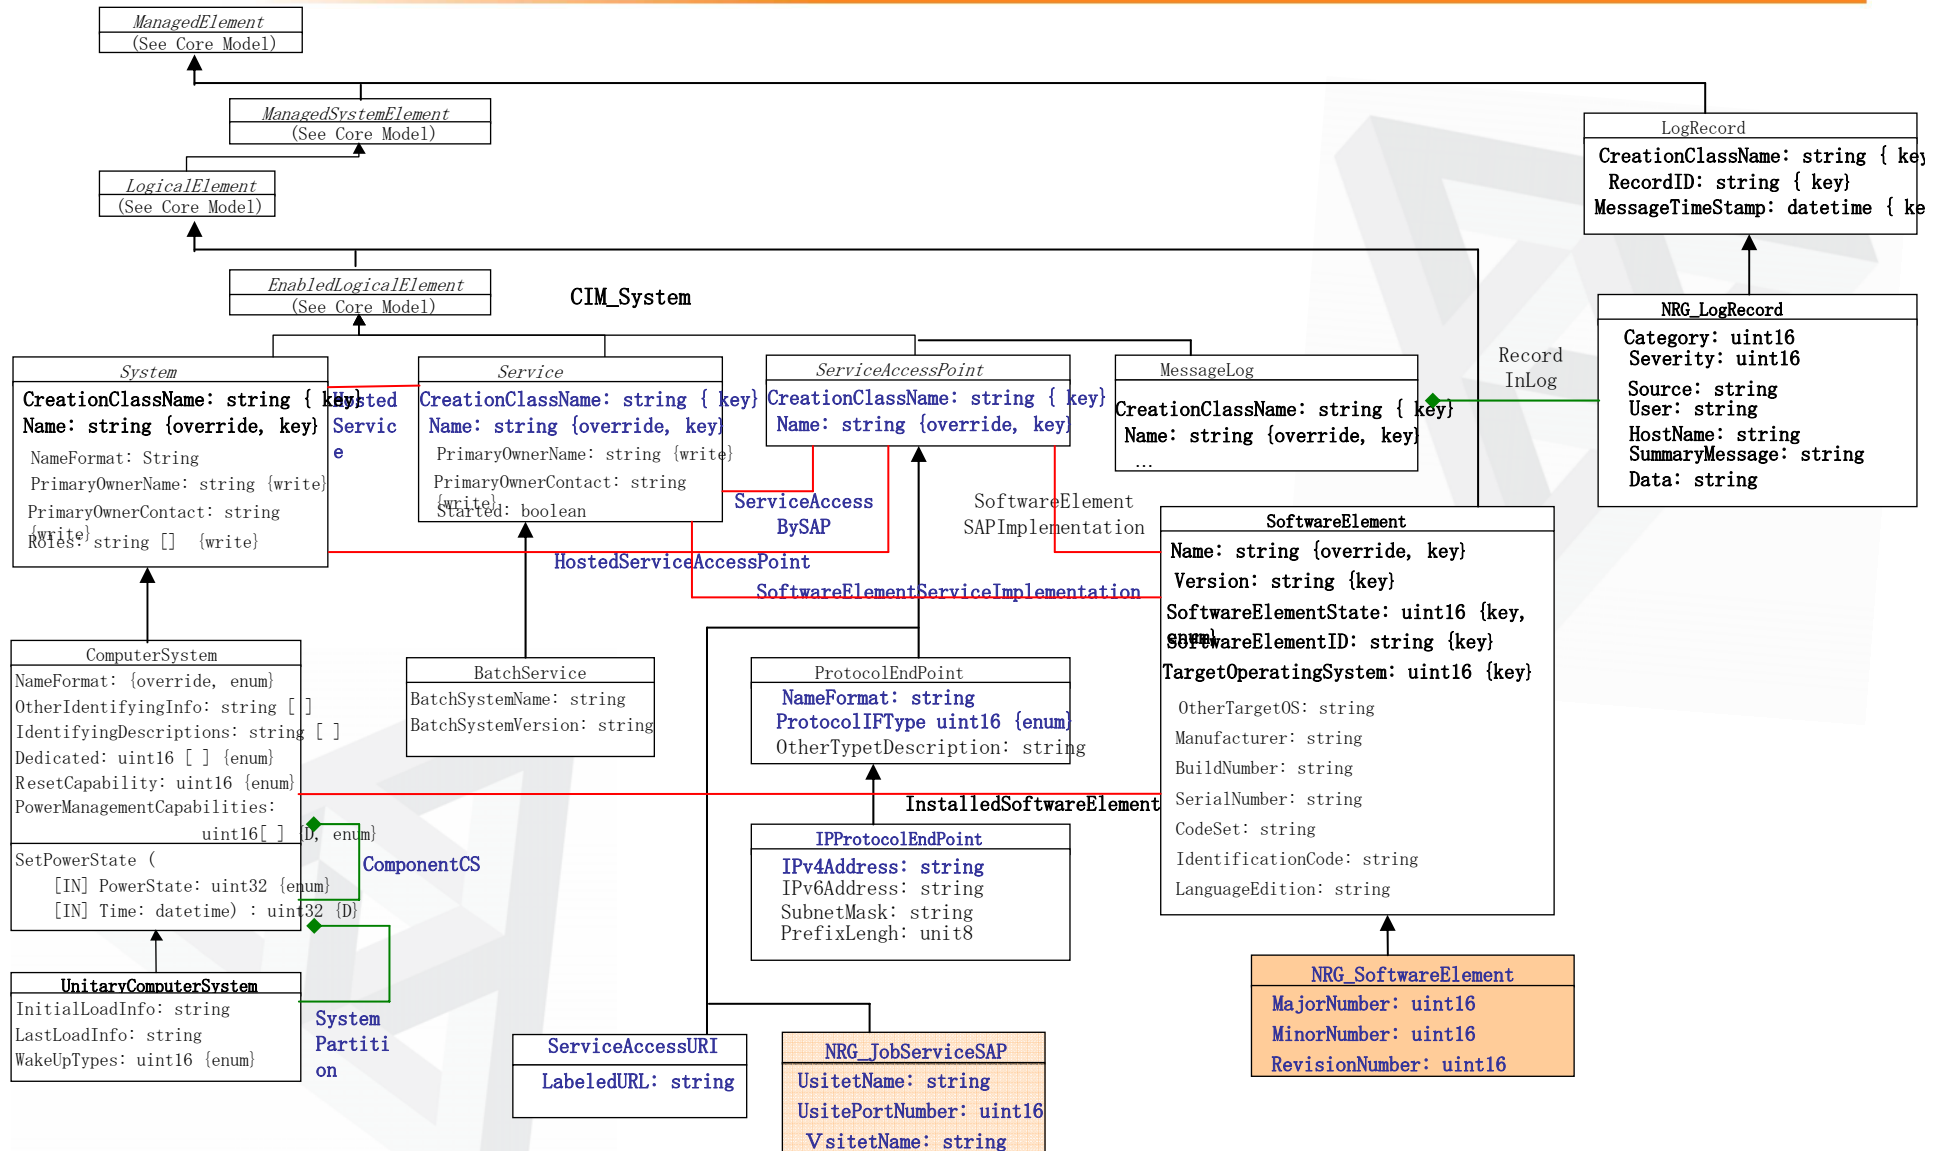 ManagedElement
(See Core Model)
ManagedSystemElement
(See Core Model)
LogicalElement
(See Core Model)
EnabledLogicalElement
(See Core Model)
CIM_System
LogRecord
CreationClassName: string { key
RecordID: string { key}
MessageTimeStamp: datetime { ke
NRG_LogRecord
Category: uint16
Severity: uint16
Source: string
User: string
HostName: string
SummaryMessage: string
Data: string
Record
InLog
System
CreationClassName: string { key}
Name: string {override, key}
NameFormat: String
PrimaryOwnerName: string {write}
PrimaryOwnerContact: string
{write}
Roles: string [] {write}
Hosted
Servic
e
Service
CreationClassName: string { key}
Name: string {override, key}
PrimaryOwnerName: string {write}
PrimaryOwnerContact: string
{write}
Started: boolean
ServiceAccessPoint
CreationClassName: string { key}
Name: string {override, key}
MessageLog
CreationClassName: string { key}
Name: string {override, key}
...
ServiceAccess
BySAP
SoftwareElement
SAPImplementation
HostedServiceAccessPoint
SoftwareElementServiceImplementation
SoftwareElement
Name: string {override, key}
Version: string {key}
SoftwareElementState: uint16 {key,
enum}
SoftwareElementID: string {key}
TargetOperatingSystem: uint16 {key}
OtherTargetOS: string
Manufacturer: string
BuildNumber: string
SerialNumber: string
CodeSet: string
IdentificationCode: string
LanguageEdition: string
ComputerSystem
NameFormat: {override, enum}
OtherIdentifyingInfo: string [ ]
IdentifyingDescriptions: string [ ]
Dedicated: uint16 [ ] {enum}
ResetCapability: uint16 {enum}
PowerManagementCapabilities:
uint16[ ] {D, enum}
SetPowerState (
[IN] PowerState: uint32 {enum}
[IN] Time: datetime) : uint32 {D}
ComponentCS
BatchService
BatchSystemName: string
BatchSystemVersion: string
ProtocolEndPoint
NameFormat: string
ProtocolIFType uint16 {enum}
OtherTypetDescription: string
InstalledSoftwareElement
IPProtocolEndPoint
IPv4Address: string
IPv6Address: string
SubnetMask: string
PrefixLengh: unit8
UnitaryComputerSystem
InitialLoadInfo: string
LastLoadInfo: string
WakeUpTypes: uint16 {enum}
System
Partiti
on
ServiceAccessURI
LabeledURL: string
NRG_JobServiceSAP
UsitetName: string
UsitePortNumber: uint16
VsitetName: string
NRG_SoftwareElement
MajorNumber: uint16
MinorNumber: uint16
RevisionNumber: uint16